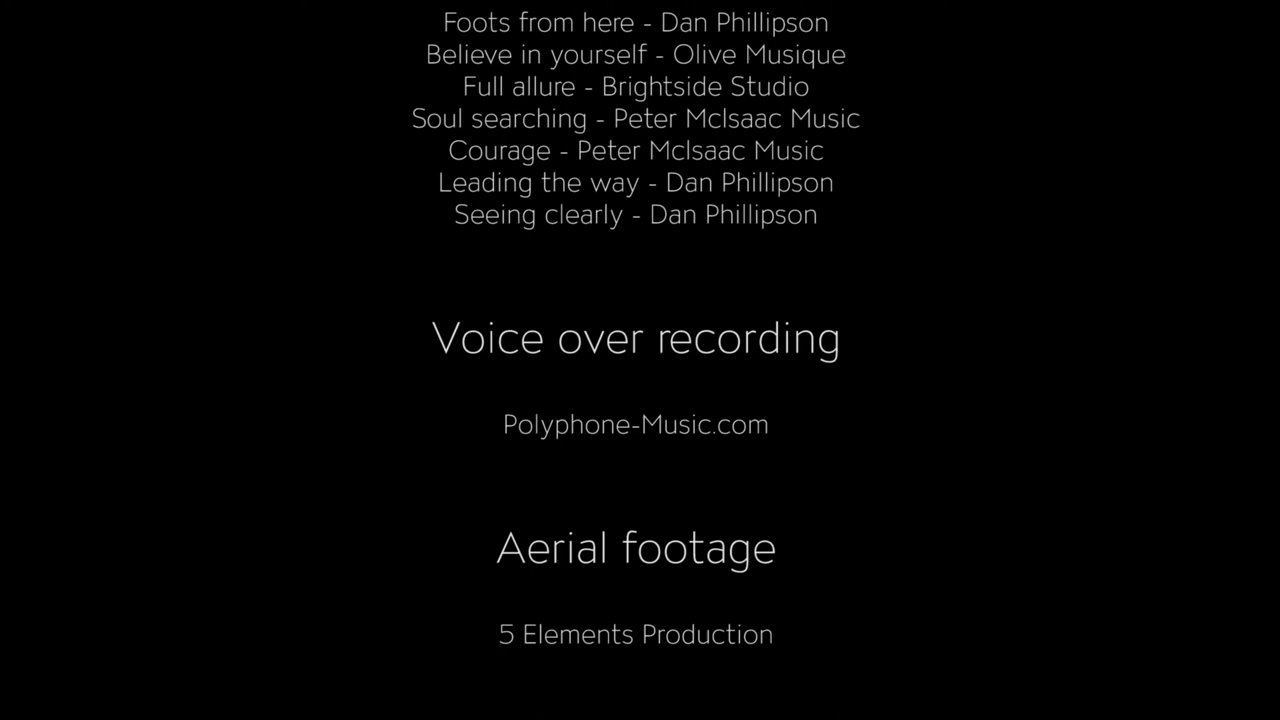 Foots from here - Dan Phillipson
Believe in yourself - Olive Musique
Full allure - Brightside Studio
Soul searching - Peter McIsaac Music
Courage - Peter McIsaac Music
Leading the way - Dan Phillipson
Seeing clearly - Dan Phillipson
Voice over recording
Polyphone-Music.com
Aerial footage
5 Elements Production